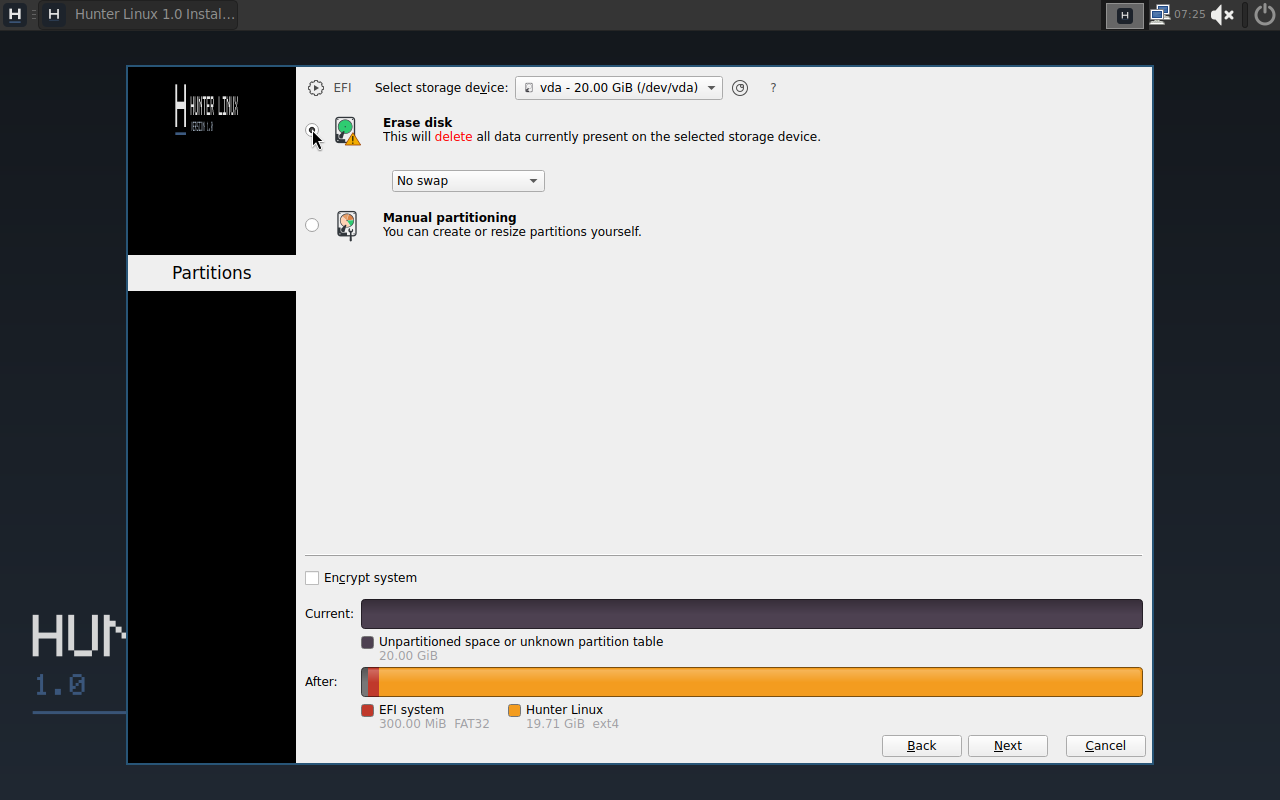 H
H Hunter Linux 1.0 Instal...
H
07:25
H HUNTER LINUX
VERSION 1.0
EFI Select storage device: vda - 20.00 GiB (/dev/vda) ?
Erase disk
This will delete all data currently present on the selected storage device.
No swap
Manual partitioning
You can create or resize partitions yourself.
Partitions
Encrypt system
Current:
Unpartitioned space or unknown partition table
20.00 GiB
After:
EFI system
300.00 MiB FAT32
Hunter Linux
19.71 GiB ext4
Back Next Cancel
HUN
1.0